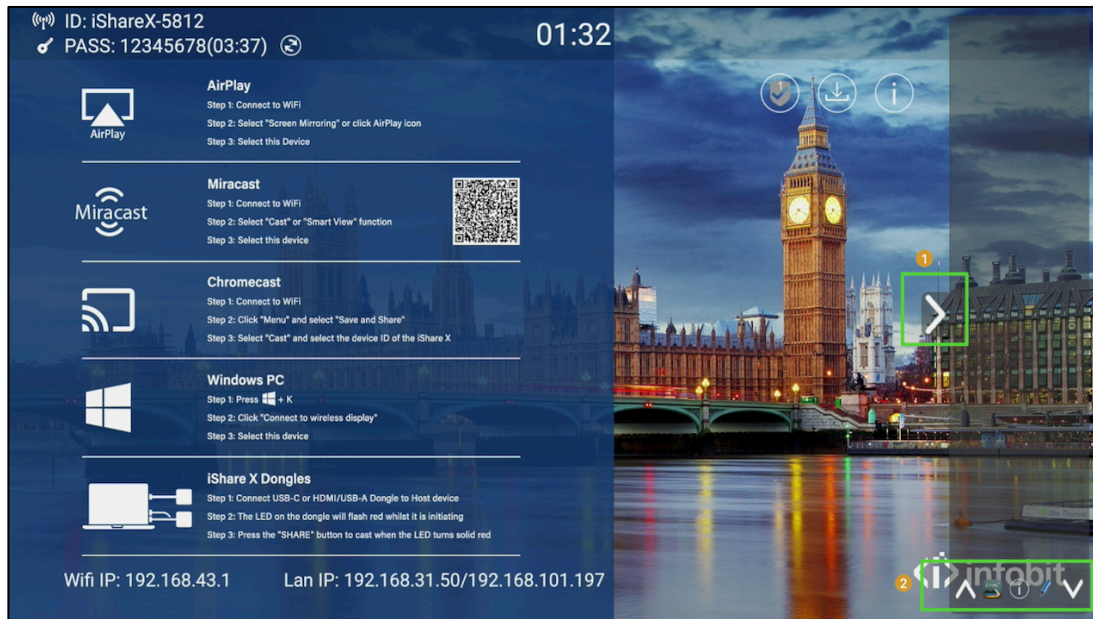 ID: iShareX-5812
PASS: 12345678(03:37)
01:32
1
i
AirPlay
AirPlay
Step 1: Connect to WiFi
Step 2: Select "Screen Mirroring" or click AirPlay icon
Step 3: Select this Device
Miracast
Miracast
Step 1: Connect to WiFi
Step 2: Select "Cast" or "Smart View" function
Step 3: Select this device
Chromecast
Step 1: Connect to WiFi
Step 2: Click "Menu" and select "Save and Share"
Step 3: Select "Cast" and select the device ID of the iShare X
1
Windows PC
Step 1: Press + K
Step 2: Click "Connect to wireless display"
Step 3: Select this device
iShare X Dongles
Step 1: Connect USB-C or HDMI/USB-A Dongle to Host device
Step 2: The LED on the dongle will flash red whilst it is initiating
Step 3: Press the "SHARE" button to cast when the LED turns solid red
Wifi IP: 192.168.43.1 Lan IP: 192.168.31.50/192.168.101.197
2
infobit
i